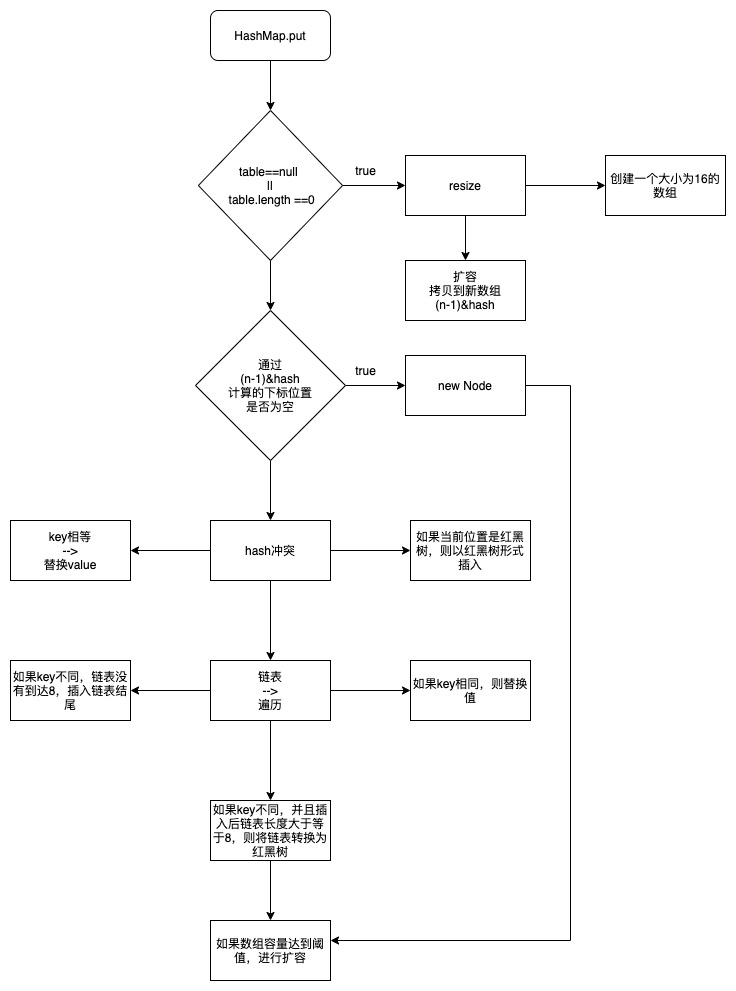 HashMap.put
table==null
||
table.length ==0
true
resize
创建一个大小为16的
数组
扩容
拷贝到新数组
(n-1)&hash
通过
(n-1)&hash
计算的下标位置
是否为空
true
new Node
key相等
-->
替换value
hash冲突
如果当前位置是红黑
树，则以红黑树形式
插入
如果key不同，链表没
有到达8，插入链表结
尾
链表
-->
遍历
如果key相同，则替换
值
如果key不同，并且插
入后链表长度大于等
于8，则将链表转换为
红黑树
如果数组容量达到阈
值，进行扩容